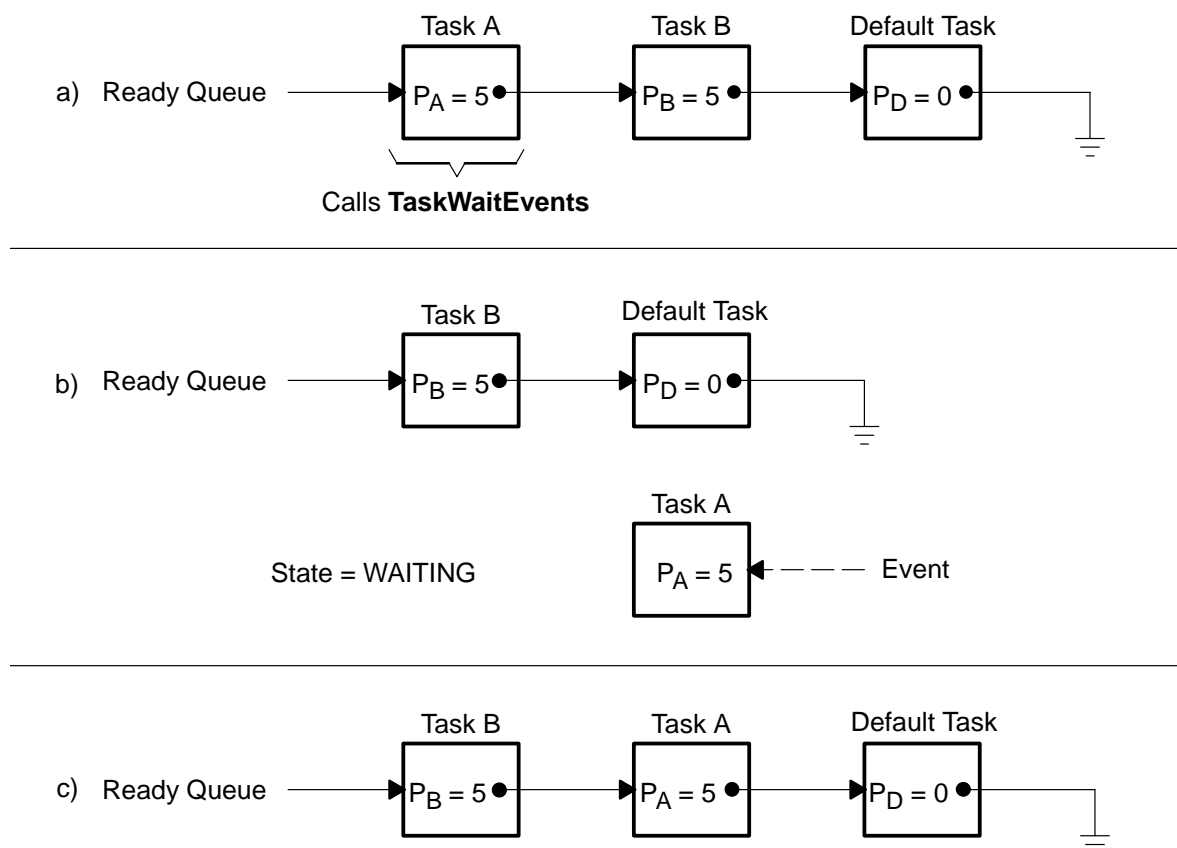 Task A Task B Default Task
a) Ready Queue P_A = 5 P_B = 5 P_D = 0
Calls TaskWaitEvents
Task B Default Task
b) Ready Queue P_B = 5 P_D = 0
Task A
State = WAITING P_A = 5 Event
Task B Task A Default Task
c) Ready Queue P_B = 5 P_A = 5 P_D = 0